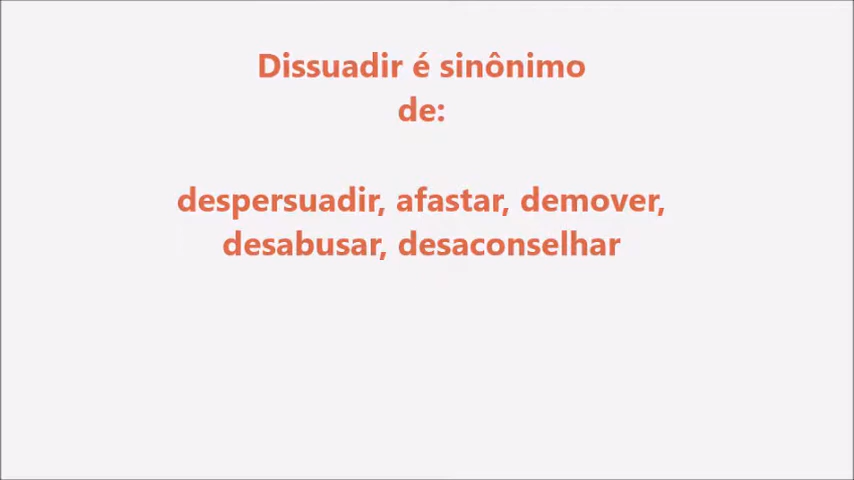 Dissuadir é sinônimo
de:
despersuadir, afastar, demover,
desabusar, desaconselhar